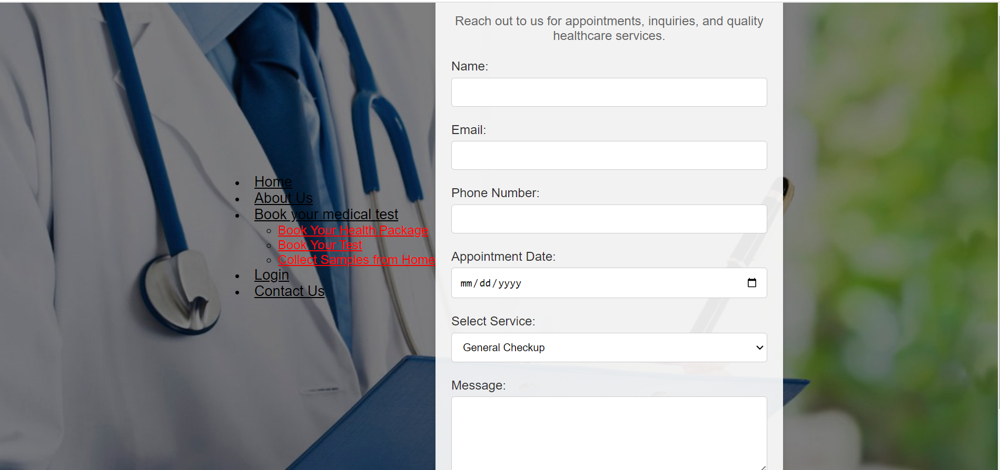 Home
About Us
Book your medical test
Book Your Health Package
Book Your Test
Collect Samples from Home
Login
Contact Us
Reach out to us for appointments, inquiries, and quality
healthcare services.
Name:
Email:
Phone Number:
Appointment Date:
mm/dd/yyyy
Select Service:
General Checkup
Message: